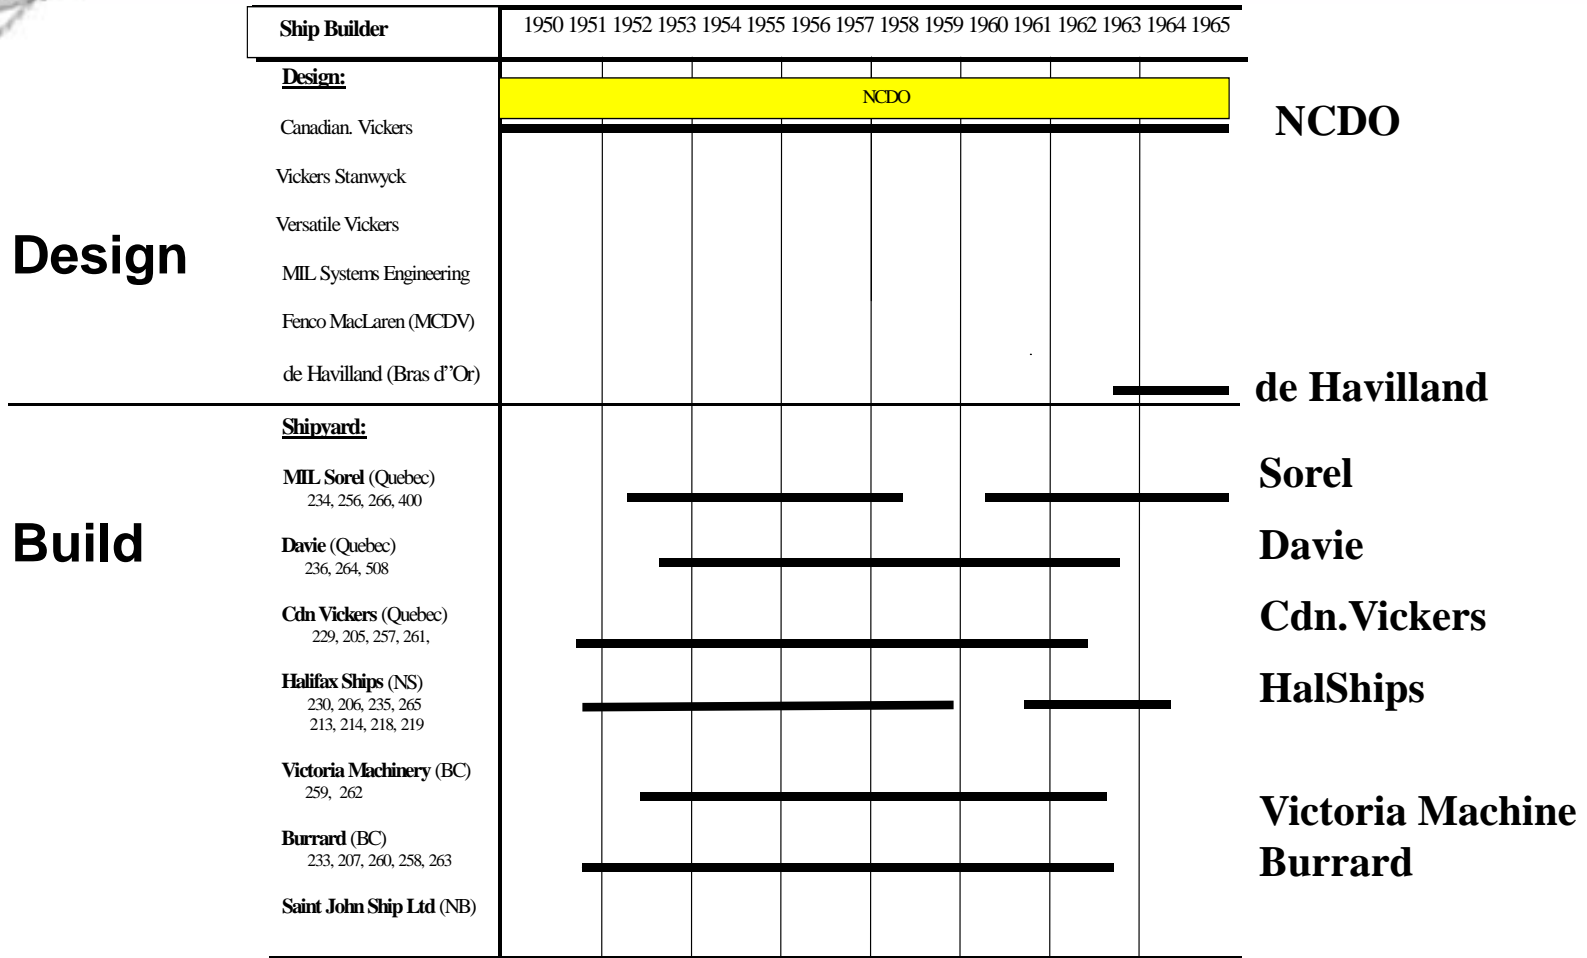 Ship Builder 1950 1951 1952 1953 1954 1955 1956 1957 1958 1959 1960 1961 1962 1963 1964 1965
Design:
NCDO
Canadian. Vickers
NCDO
Vickers Stanwyck
Versatile Vickers
Design
MIL Systems Engineering
Fenco MacLaren (MCDV)
de Havilland (Bras d”Or)
de Havilland
Shipyard:
MIL Sorel (Quebec)
234, 256, 266, 400
Sorel
Build
Davie (Quebec)
236, 264, 508
Davie
Cdn Vickers (Quebec)
229, 205, 257, 261,
Cdn.Vickers
Halifax Ships (NS)
230, 206, 235, 265
213, 214, 218, 219
HalShips
Victoria Machinery (BC)
259, 262
Victoria Machine
Burrard (BC)
233, 207, 260, 258, 263
Burrard
Saint John Ship Ltd (NB)